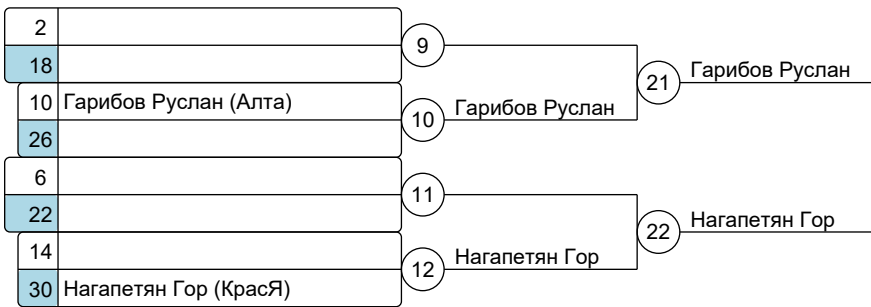 2
9
18
21 Гарибов Руслан
10 Гарибов Руслан (Алта)
10 Гарибов Руслан
26
6
11
22
22 Нагапетян Гор
14
12 Нагапетян Гор
30 Нагапетян Гор (КрасЯ)